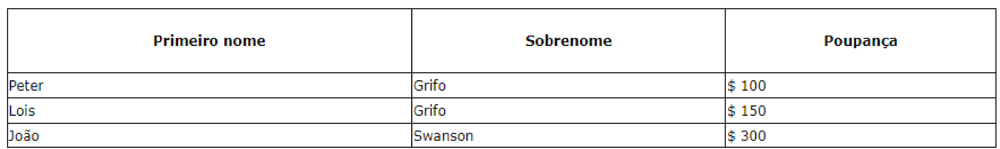 Primeiro nome Sobrenome Poupança
Peter Grifo $ 100
Lois Grifo $ 150
João Swanson $ 300